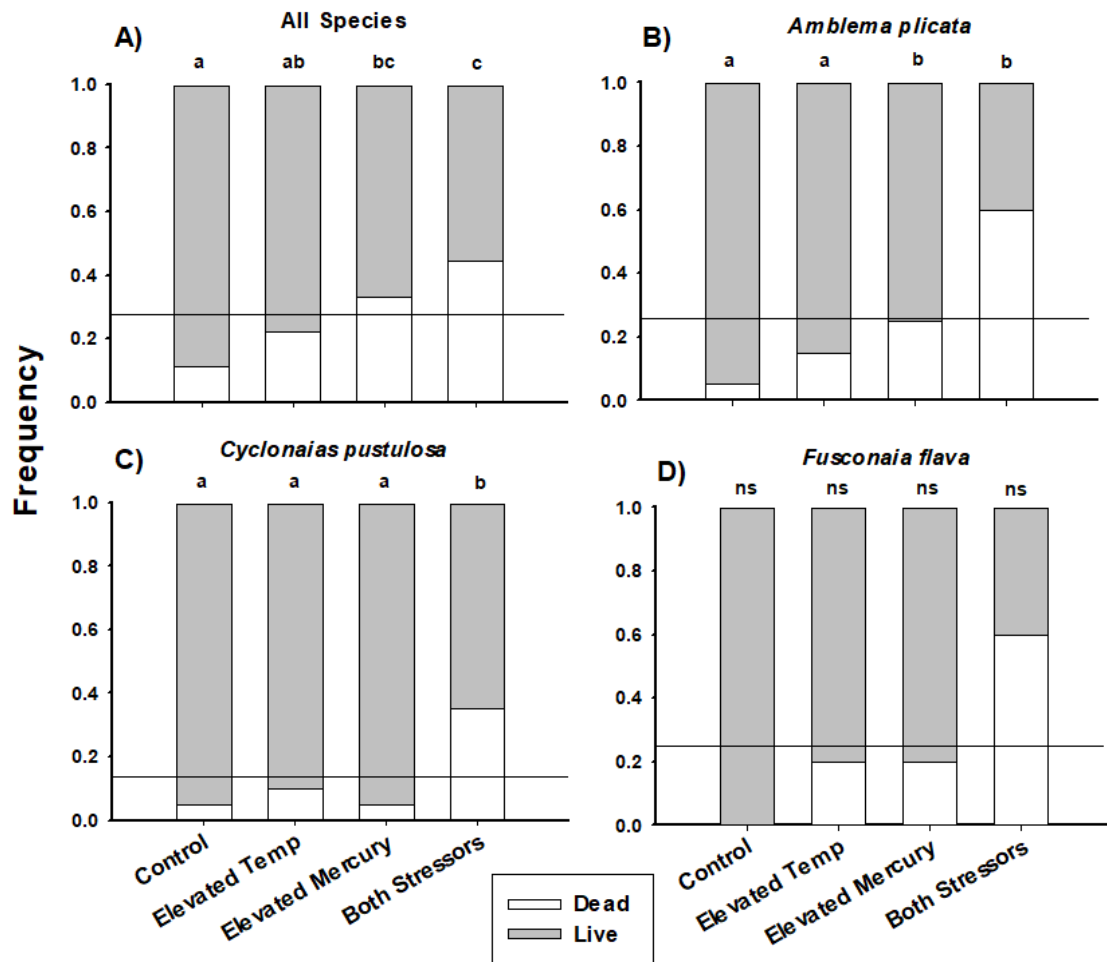 A)
All Species
a ab bc c
1.0
0.8
0.6
0.4
0.2
0.0
B)
Amblema plicata
a a b b
1.0
0.8
0.6
0.4
0.2
0.0
Frequency
C)
Cyclonaias pustulosa
a a a b
1.0
0.8
0.6
0.4
0.2
0.0
Control
Elevated Temp
Elevated Mercury
Both Stressors
D)
Fusconaia flava
ns ns ns ns
1.0
0.8
0.6
0.4
0.2
0.0
Control
Elevated Temp
Elevated Mercury
Both Stressors
Dead
Live